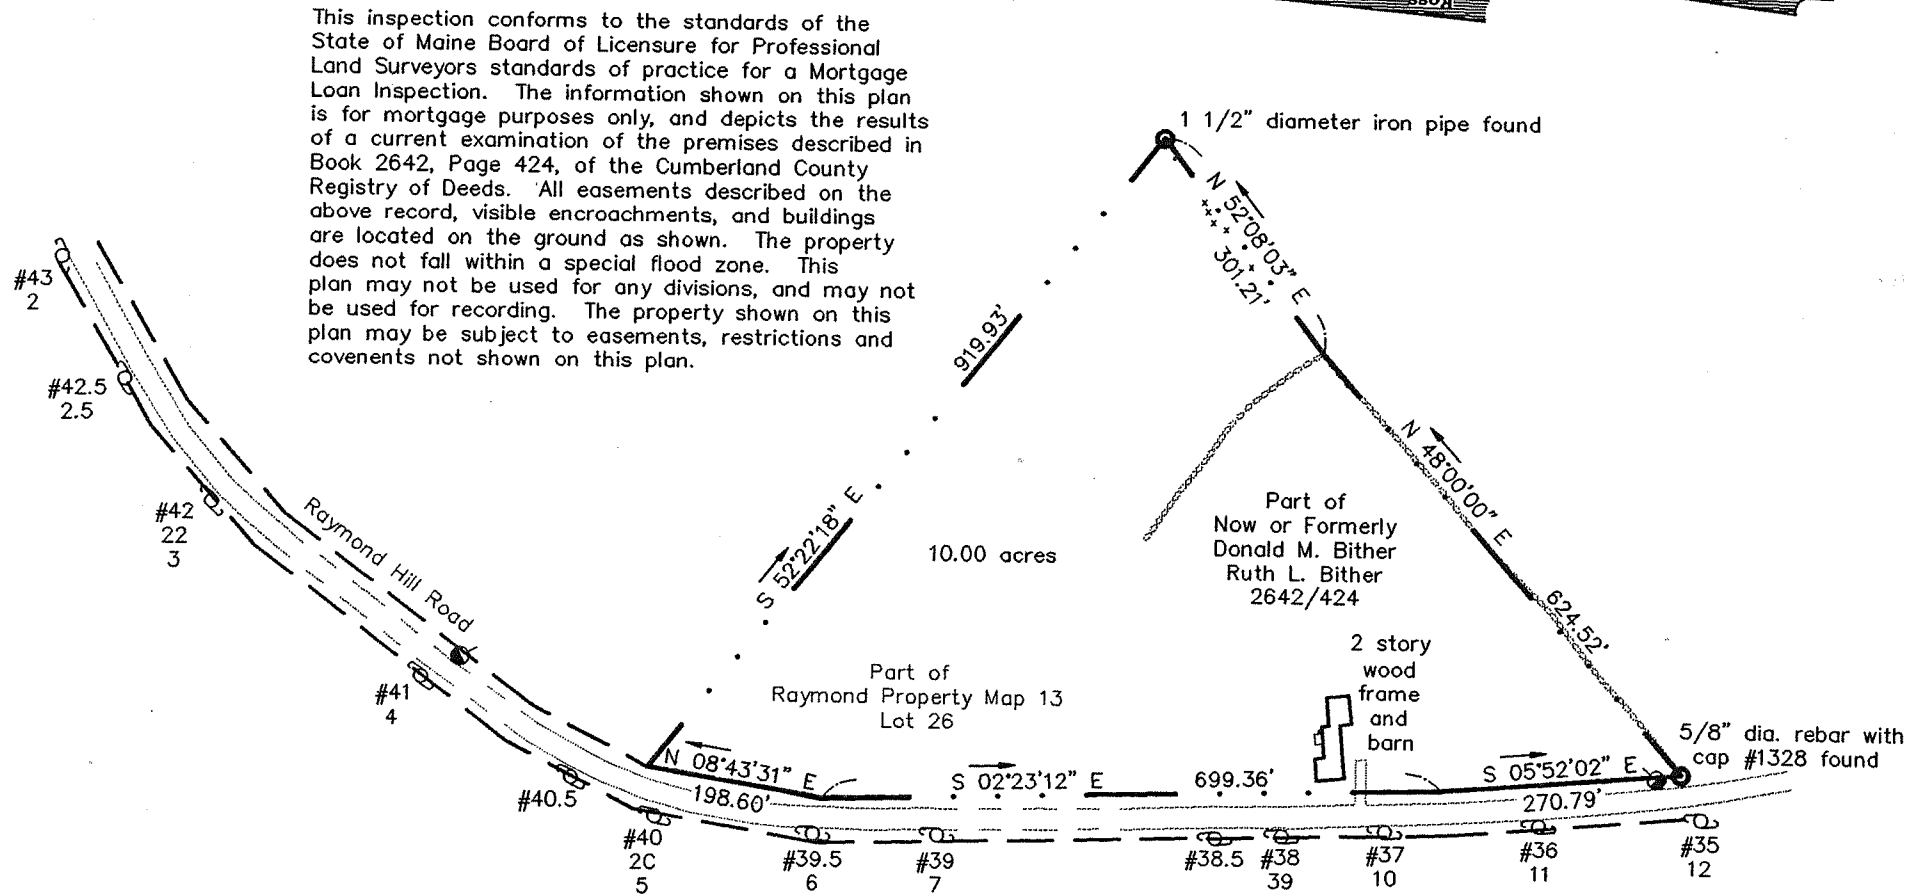 This inspection conforms to the standards of the
State of Maine Board of Licensure for Professional
Land Surveyors standards of practice for a Mortgage
Loan Inspection. The information shown on this plan
is for mortgage purposes only, and depicts the results
of a current examination of the premises described in
Book 2642, Page 424, of the Cumberland County
Registry of Deeds. All easements described on the
above record, visible encroachments, and buildings
are located on the ground as shown. The property
does not fall within a special flood zone. This
plan may not be used for any divisions, and may not
be used for recording. The property shown on this
plan may be subject to easements, restrictions and
covenents not shown on this plan.
Ross
1 1/2" diameter iron pipe found
N 52°08'03" E
301.21'
919.93'
S 52°22'18" E
N 48°00'00" E
624.52'
10.00 acres
Part of
Now or Formerly
Donald M. Bither
Ruth L. Bither
2642/424
2 story
wood
frame
and
barn
Part of
Raymond Property Map 13
Lot 26
5/8" dia. rebar with
cap #1328 found
Raymond Hill Road
N 08°43'31" E
198.60'
S 02°23'12" E
699.36'
S 05°52'02" E
270.79'
#43
2
#42.5
2.5
#42
22
3
#41
4
#40.5
#40
2C
5
#39.5
6
#39
7
#38.5
#38
39
#37
10
#36
11
#35
12